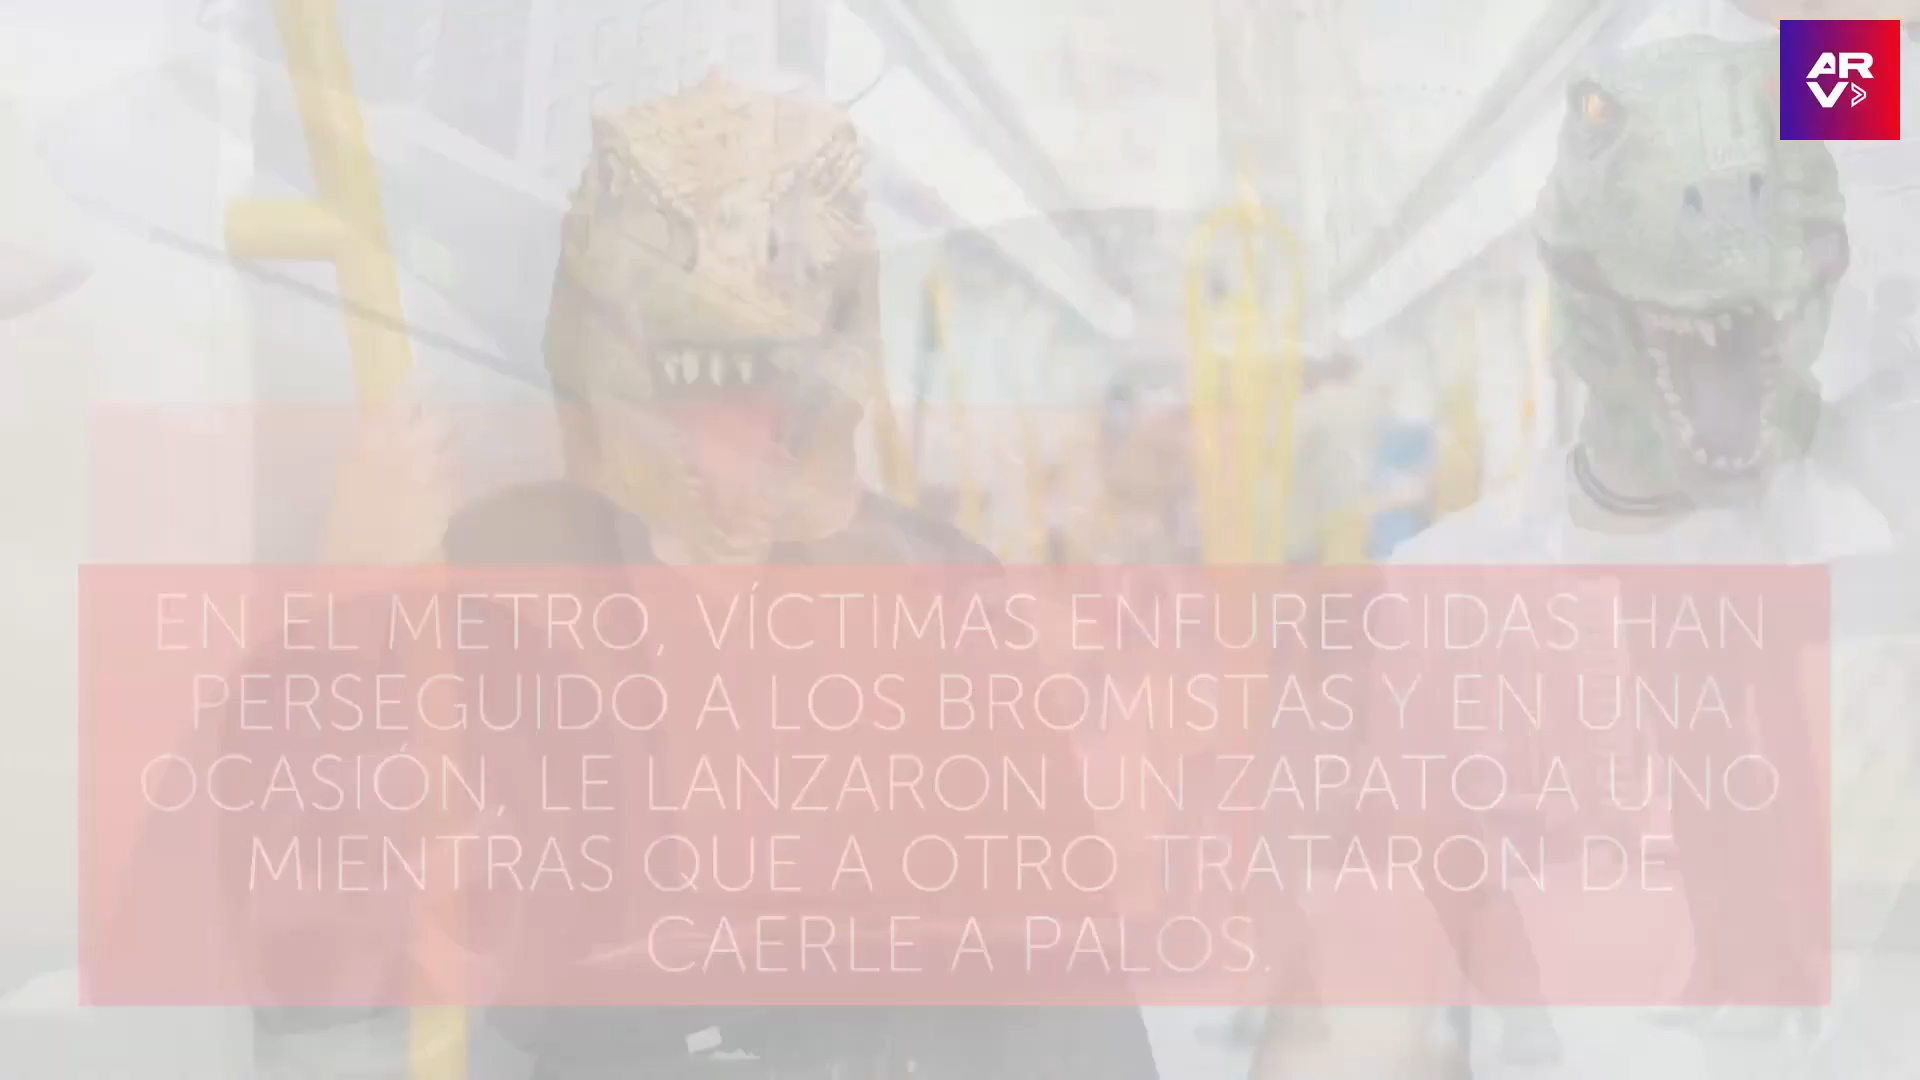 ARV
EN EL METRO, VÍCTIMAS ENFURECIDAS HAN
PERSEGUIDO A LOS BROMISTAS Y EN UNA
OCASIÓN, LE LANZARON UN ZAPATO A UNO
MIENTRAS QUE A OTRO TRATARON DE
CAERLE A PALOS.